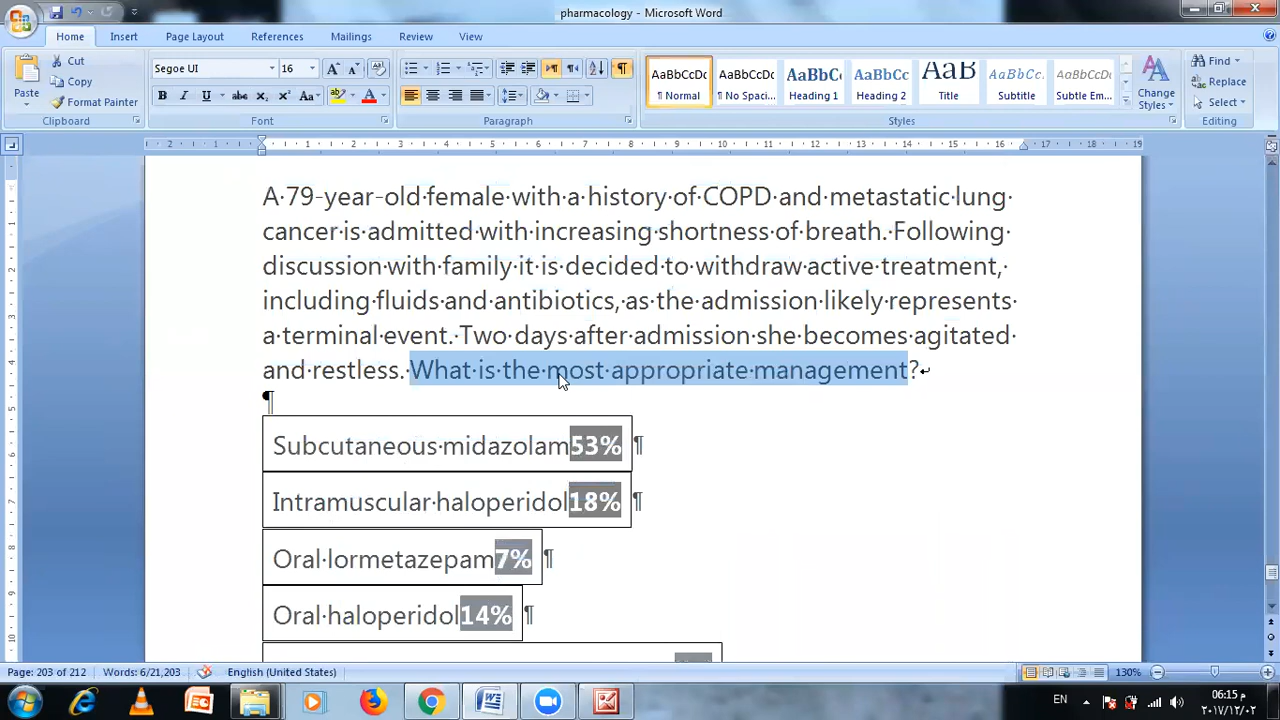 pharmacology - Microsoft Word
Home Insert Page Layout References Mailings Review View
Paste
Cut
Copy
Format Painter
Clipboard
Segoe UI 16
Font
Paragraph
AaBbCcDc AaBbCcDc AaBbC AaBbCc AaB AaBbCc. AaBbCcDc
¶ Normal ¶ No Spaci... Heading 1 Heading 2 Title Subtitle Subtle Em...
Change Styles
Styles
Find
Replace
Select
Editing
A 79-year-old female with a history of COPD and metastatic lung
cancer is admitted with increasing shortness of breath. Following
discussion with family it is decided to withdraw active treatment,
including fluids and antibiotics, as the admission likely represents
a terminal event. Two days after admission she becomes agitated
and restless. What is the most appropriate management?
Subcutaneous midazolam 53%
Intramuscular haloperidol 18%
Oral lormetazepam 7%
Oral haloperidol 14%
Page: 203 of 212 Words: 6/21,203 English (United States) 130%
EN
06:15 م
٢٠١٧/١٢/٠٢